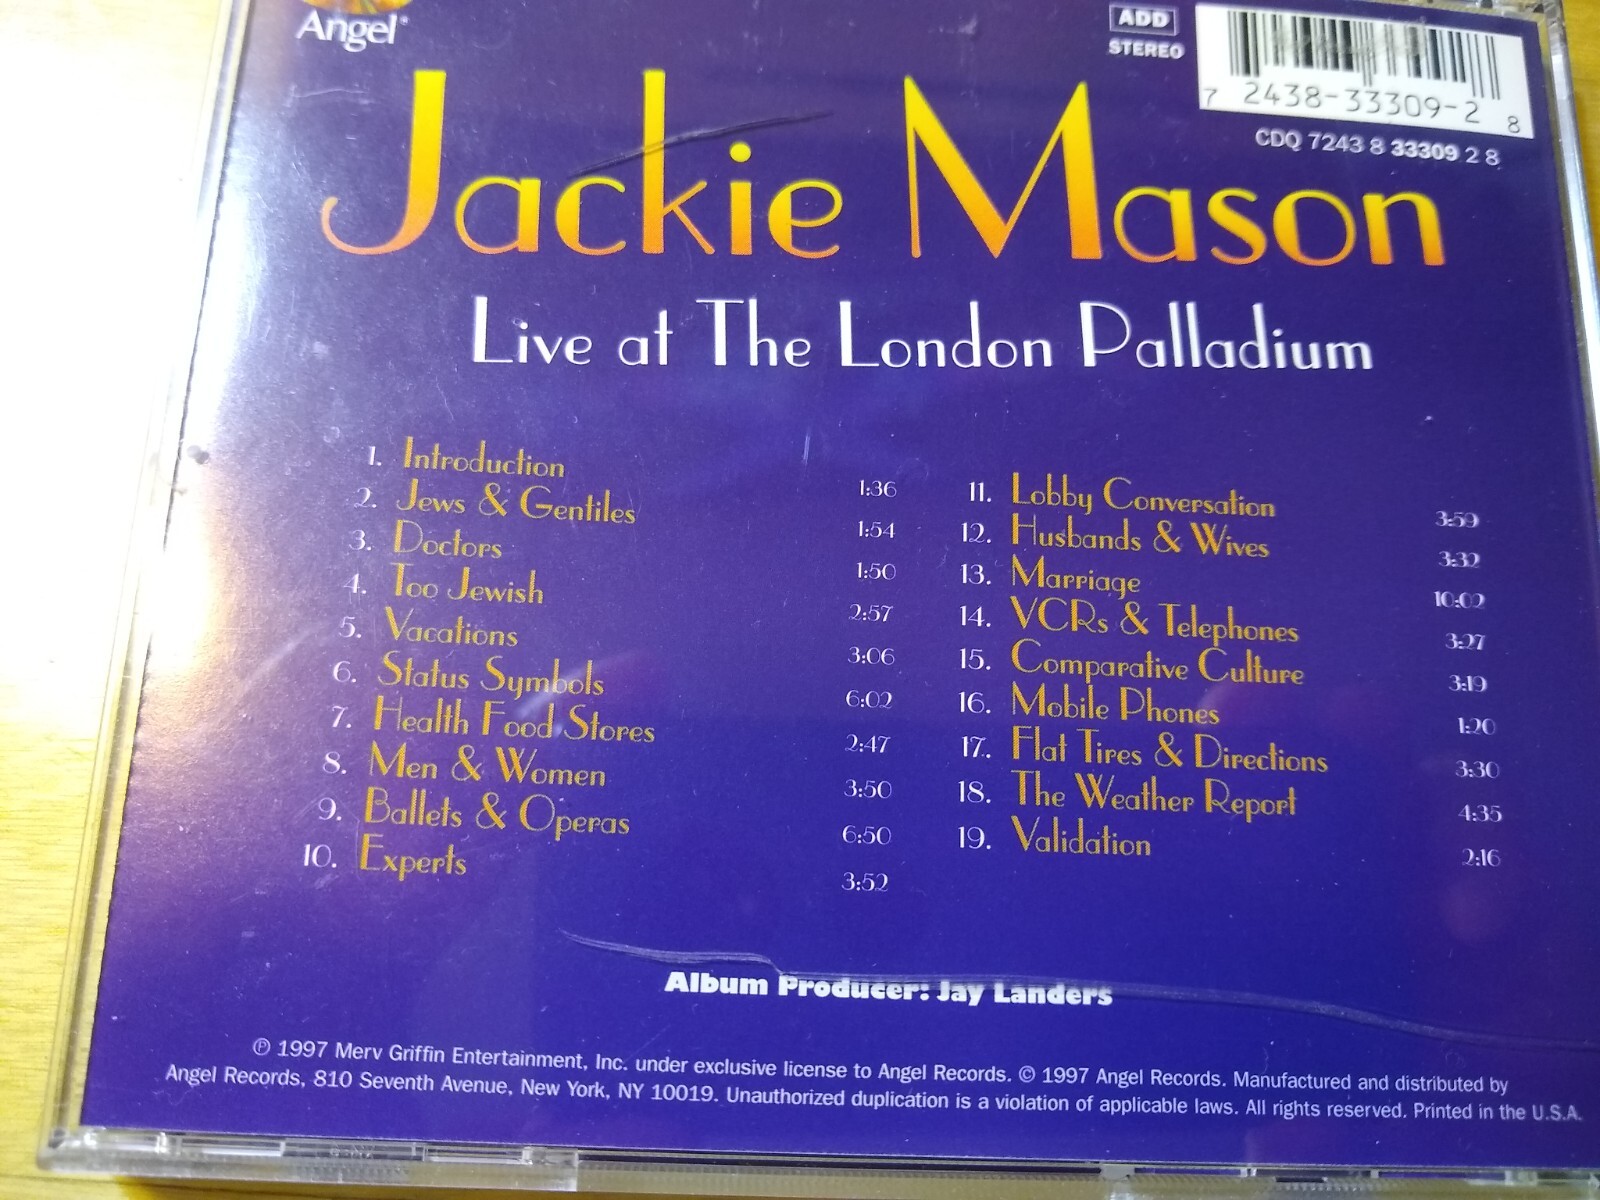 Angel®
ADD
STEREO
7 24383-33309-2 8
CDQ 7243 8 33309 2 8
Jackie Mason
Live at The London Palladium
1. Introduction 1:36
2. Jews & Gentiles 1:54
3. Doctors 1:50
4. Too Jewish 2:57
5. Vacations 3:06
6. Status Symbols 6:02
7. Health Food Stores 2:47
8. Men & Women 3:50
9. Ballets & Operas 6:50
10. Experts 3:52
11. Lobby Conversation 3:59
12. Husbands & Wives 3:32
13. Marriage 10:02
14. VCRs & Telephones 3:27
15. Comparative Culture 3:19
16. Mobile Phones 1:20
17. Flat Tires & Directions 3:30
18. The Weather Report 4:35
19. Validation 2:16
Album Producer: Jay Landers
℗ 1997 Merv Griffin Entertainment, Inc. under exclusive license to Angel Records. © 1997 Angel Records. Manufactured and distributed by
Angel Records, 810 Seventh Avenue, New York, NY 10019. Unauthorized duplication is a violation of applicable laws. All rights reserved. Printed in the U.S.A.